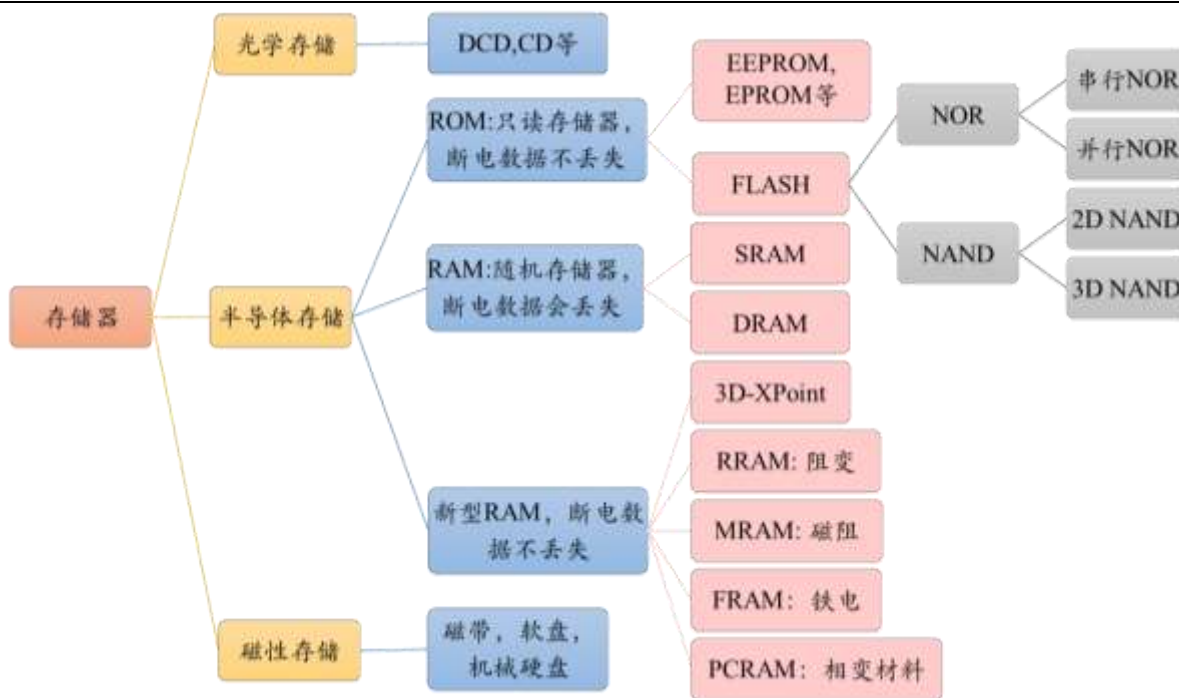 存储器
光学存储
DCD,CD等
半导体存储
ROM:只读存储器,
断电数据不丢失
EEPROM,
EPROM等
FLASH
NOR
串行NOR
并行NOR
NAND
2D NAND
3D NAND
RAM:随机存储器,
断电数据会丢失
SRAM
DRAM
新型RAM，断电数
据不丢失
3D-XPoint
RRAM: 阻变
MRAM: 磁阻
FRAM：铁电
PCRAM：相变材料
磁性存储
磁带，软盘，
机械硬盘